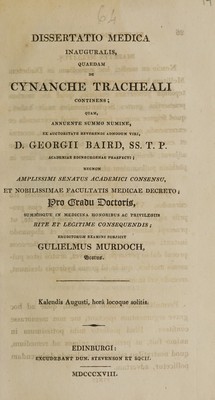 64
DISSERTATIO MEDICA
INAUGURALIS,
QUAEDAM
DE
CYNANCHE TRACHEALI
CONTINENS;
QUAM,
ANNUENTE SUMMO NUMINE,
EX AUCTORITATE REVERENDI ADMODUM VIRI,
D. GEORGII BAIRD, SS. T. P.
ACADEMIAE EDINBURGENAE PRAEFECTI;
NECNON
AMPLISSIMI SENATUS ACADEMICI CONSENSU,
ET NOBILISSIMAE FACULTATIS MEDICAE DECRETO;
Pro Gradu Doctoris,
SUMMISQUE IN MEDICINA HONORIBUS AC PRIVILEGIIS
RITE ET LEGITIME CONSEQUENDIS;
ERUDITORUM EXAMINI SUBJICIT
GULIELMUS MURDOCH,
Kalendis Augusti, horâ locoque solitis.
EDINBURGI:
EXCUDEBANT DUN. STEVENSON ET SOCII.
MDCCCXVIII.